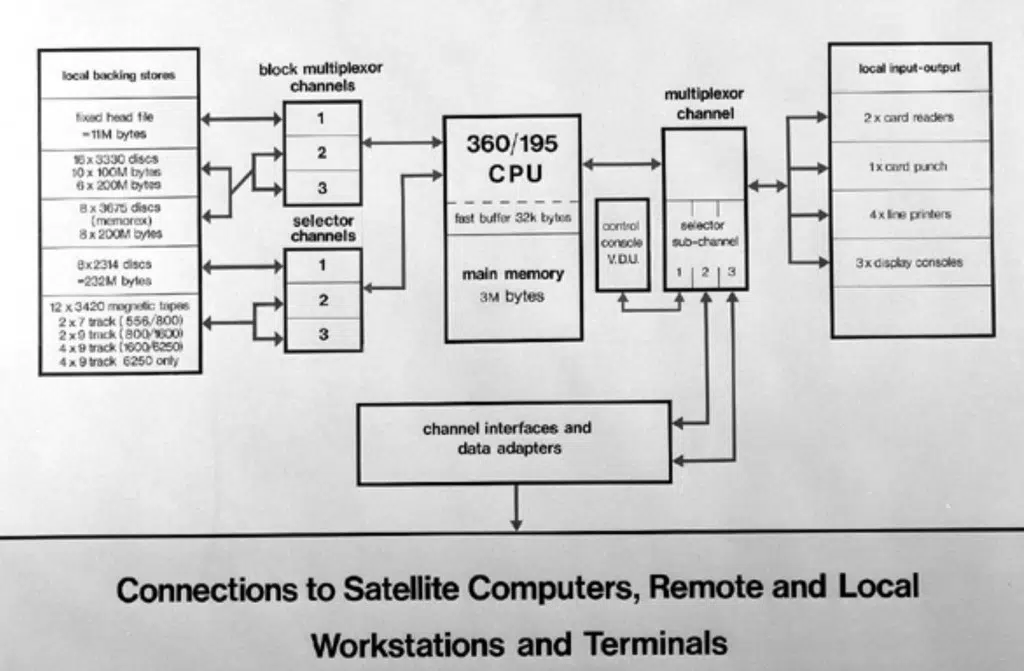 local backing stores
fixed head file
=11M bytes
16 x 3330 discs
10 x 100M bytes
6 x 200M bytes
8 x 3675 discs
(memorex)
8 x 200M bytes
8x2314 discs
=232M bytes
12 x 3420 magnetic tapes
2 x 7 track (556/800)
2 x 9 track (800/1600)
4 x 9 track (1600/6250)
4 x 9 track 6250 only
block multiplexor
channels
1
2
3
selector
channels
1
2
3
360/195
CPU
fast buffer 32k bytes
main memory
3M bytes
control
console
V.D.U.
multiplexor
channel
selector
sub-channel
1 2 3
local input-output
2 x card readers
1x card punch
4x line printers
3x display consoles
channel interfaces and
data adapters
Connections to Satellite Computers, Remote and Local
Workstations and Terminals